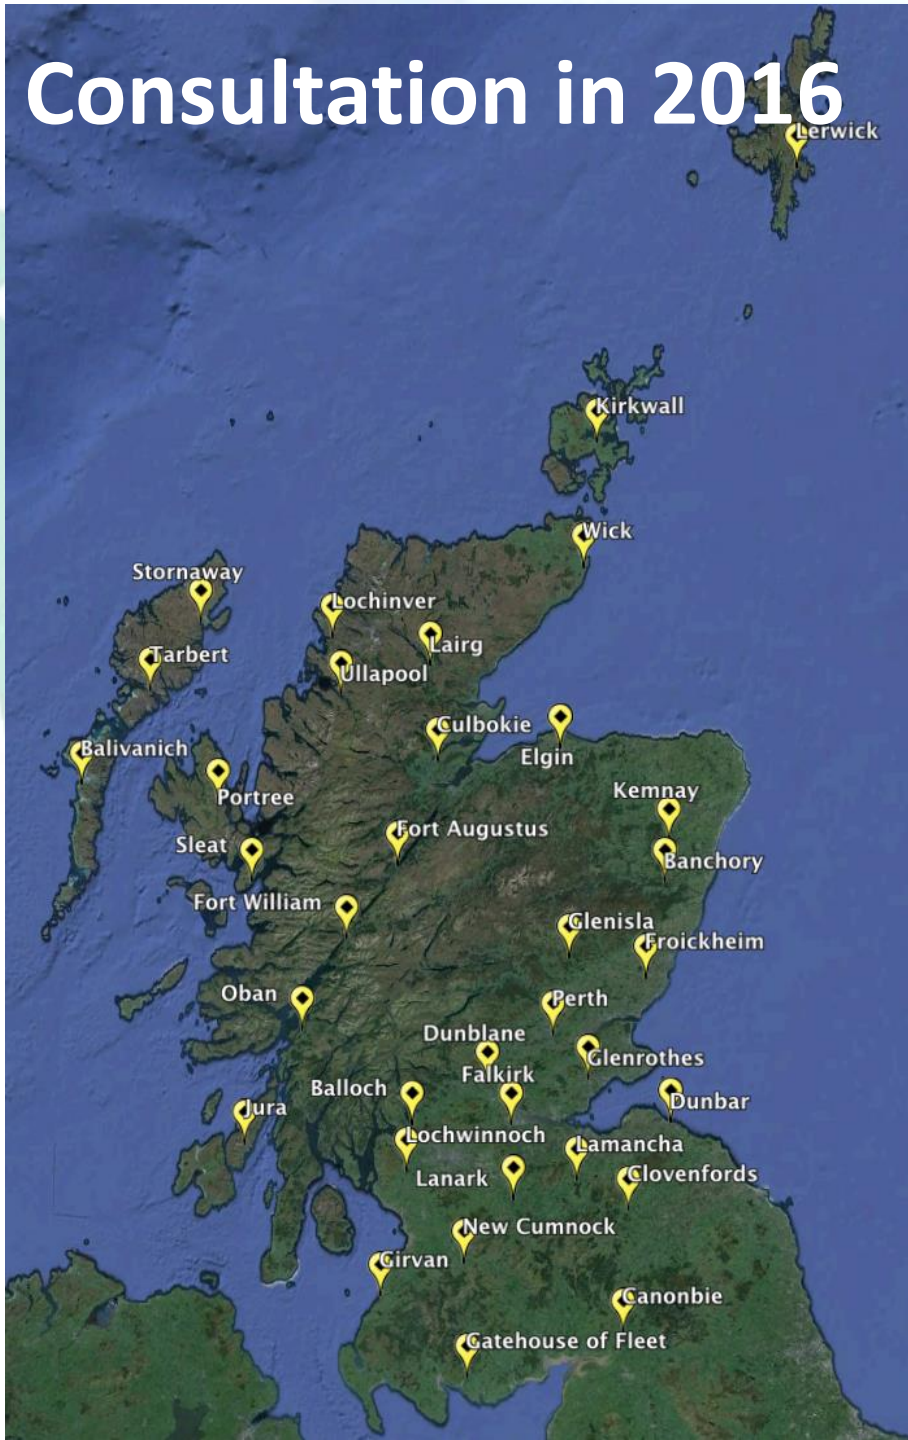 Consultation in 2016
Lerwick
Kirkwall
Wick
Stornaway
Lochinver
Lairg
Tarbert
Ullapool
Culbokie
Balivanich
Elgin
Portree
Kemnay
Fort Augustus
Sleat
Banchory
Fort William
Glenisla
Froickheim
Oban
Perth
Dunblane
Glenrothes
Falkirk
Balloch
Dunbar
Jura
Lochwinnoch
Lamancha
Lanark
Clovenfords
New Cumnock
Girvan
Canonbie
Gatehouse of Fleet